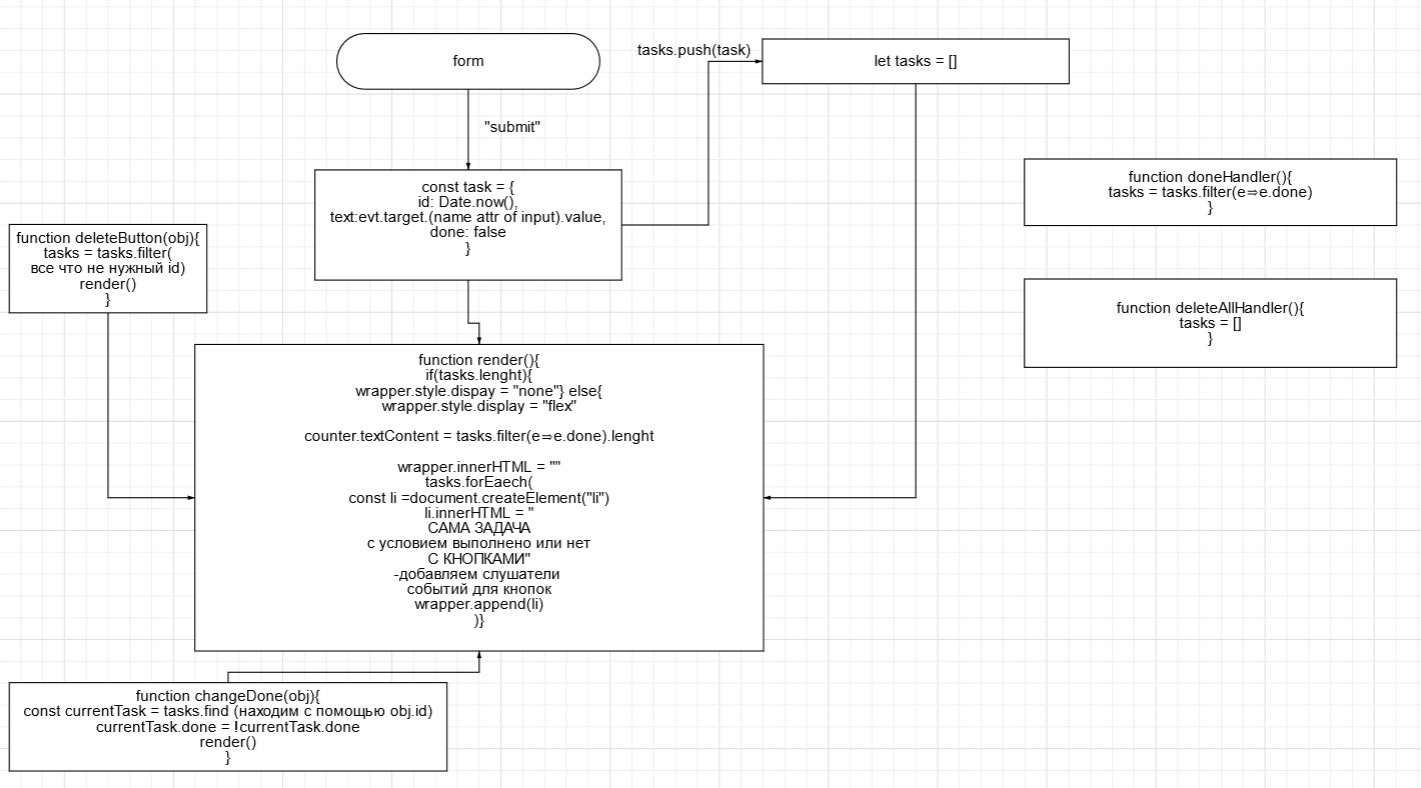 form
"submit"
tasks.push(task)
let tasks = []
const task = {
id: Date.now(),
text:evt.target.(name attr of input).value,
done: false
}
function doneHandler(){
tasks = tasks.filter(e=>e.done)
}
function deleteButton(obj){
tasks = tasks.filter(
все что не нужный id)
render()
}
function deleteAllHandler(){
tasks = []
}
function render(){
if(tasks.lenght){
wrapper.style.dispay = "none"} else{
wrapper.style.display = "flex"
counter.textContent = tasks.filter(e=>e.done).lenght
wrapper.innerHTML = ""
tasks.forEaech(
const li =document.createElement("li")
li.innerHTML = "
САМА ЗАДАЧА
с условием выполнено или нет
С КНОПКАМИ"
-добавляем слушатели
событий для кнопок
wrapper.append(li)
)}
function changeDone(obj){
const currentTask = tasks.find (находим с помощью obj.id)
currentTask.done = !currentTask.done
render()
}